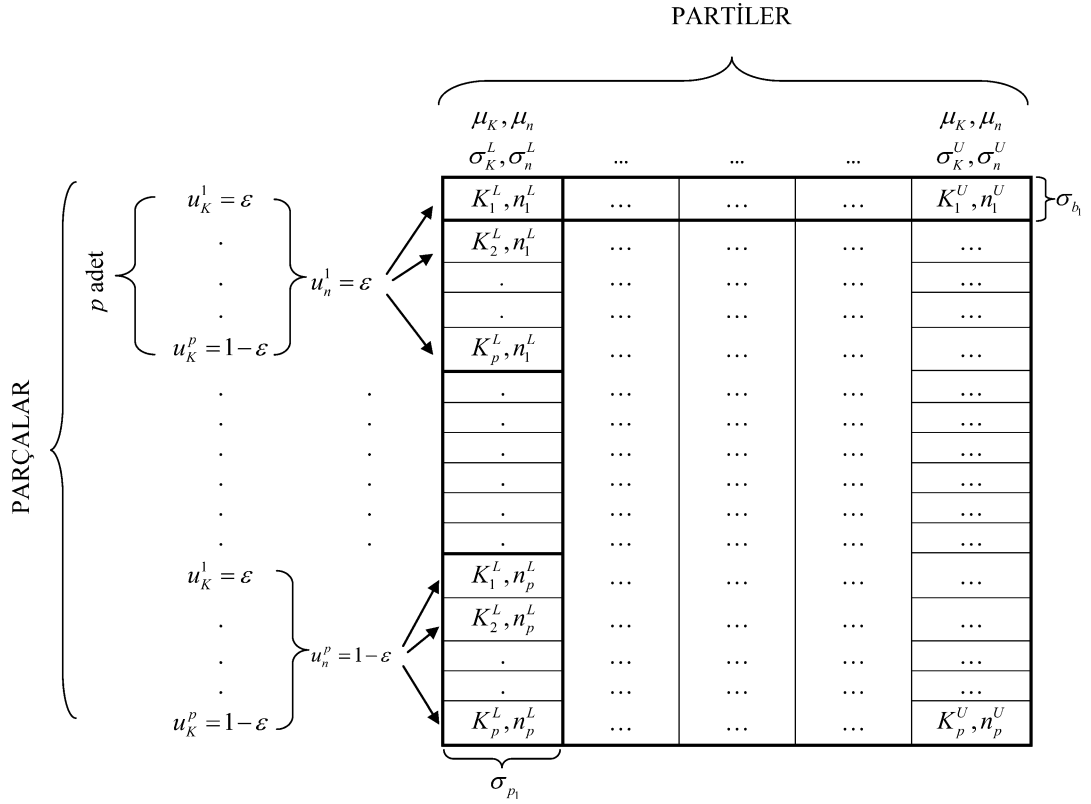 PARTİLER
μ_K, μ_n μ_K, μ_n
σ_K^L, σ_n^L ... ... ... σ_K^U, σ_n^U
u_K^1 = ε K_1^L, n_1^L ... ... ... K_1^U, n_1^U σ_{b_1}
. K_2^L, n_1^L ... ... ... ...
p adet . u_n^1 = ε . ... ... ... ...
. . ... ... ... ...
u_K^p = 1−ε K_p^L, n_1^L ... ... ... ...
. . . ... ... ... ...
. . . ... ... ... ...
PARÇALAR . . . ... ... ... ...
. . . ... ... ... ...
. . . ... ... ... ...
. . . ... ... ... ...
u_K^1 = ε K_1^L, n_p^L ... ... ... ...
. K_2^L, n_p^L ... ... ... ...
. u_n^p = 1−ε . ... ... ... ...
. . ... ... ... ...
u_K^p = 1−ε K_p^L, n_p^L ... ... ... K_p^U, n_p^U
σ_{p_1}